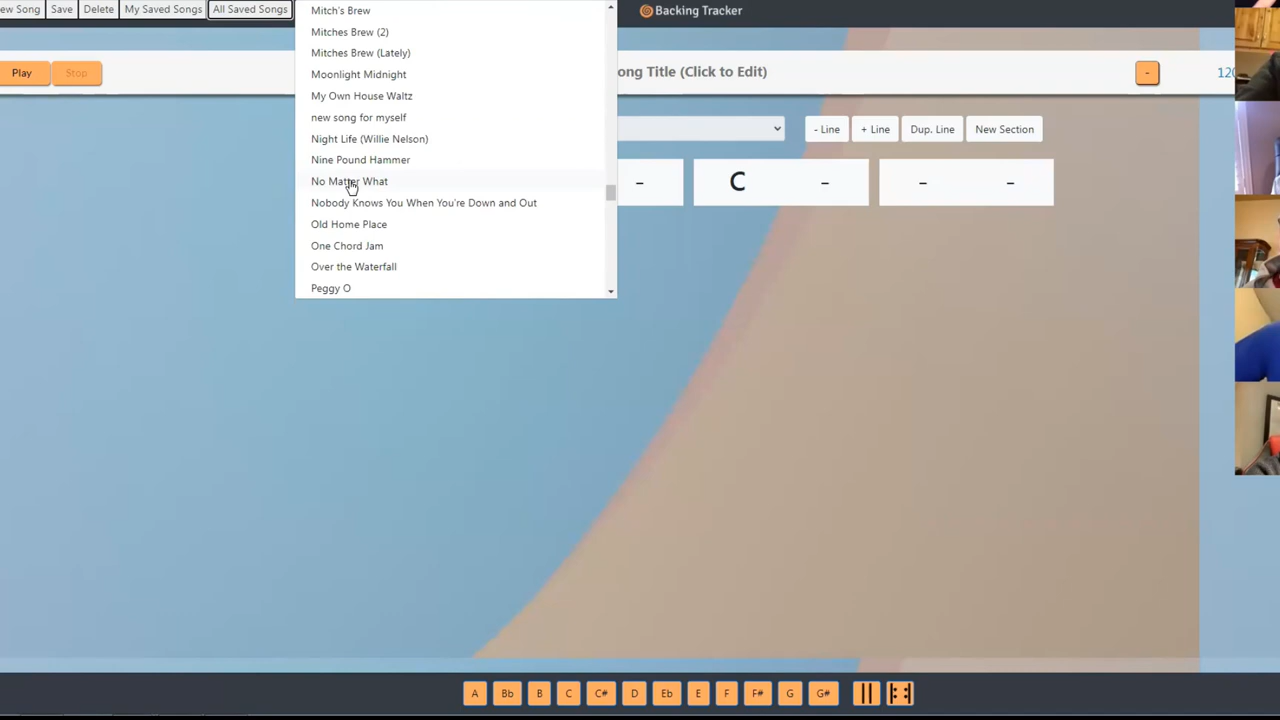 ew Song Save Delete My Saved Songs All Saved Songs Backing Tracker
Play Stop ong Title (Click to Edit) - 120
- Line + Line Dup. Line New Section
- C - - -
Mitch's Brew
Mitches Brew (2)
Mitches Brew (Lately)
Moonlight Midnight
My Own House Waltz
new song for myself
Night Life (Willie Nelson)
Nine Pound Hammer
No Matter What
Nobody Knows You When You're Down and Out
Old Home Place
One Chord Jam
Over the Waterfall
Peggy O
A Bb B C C# D Eb E F F# G G#